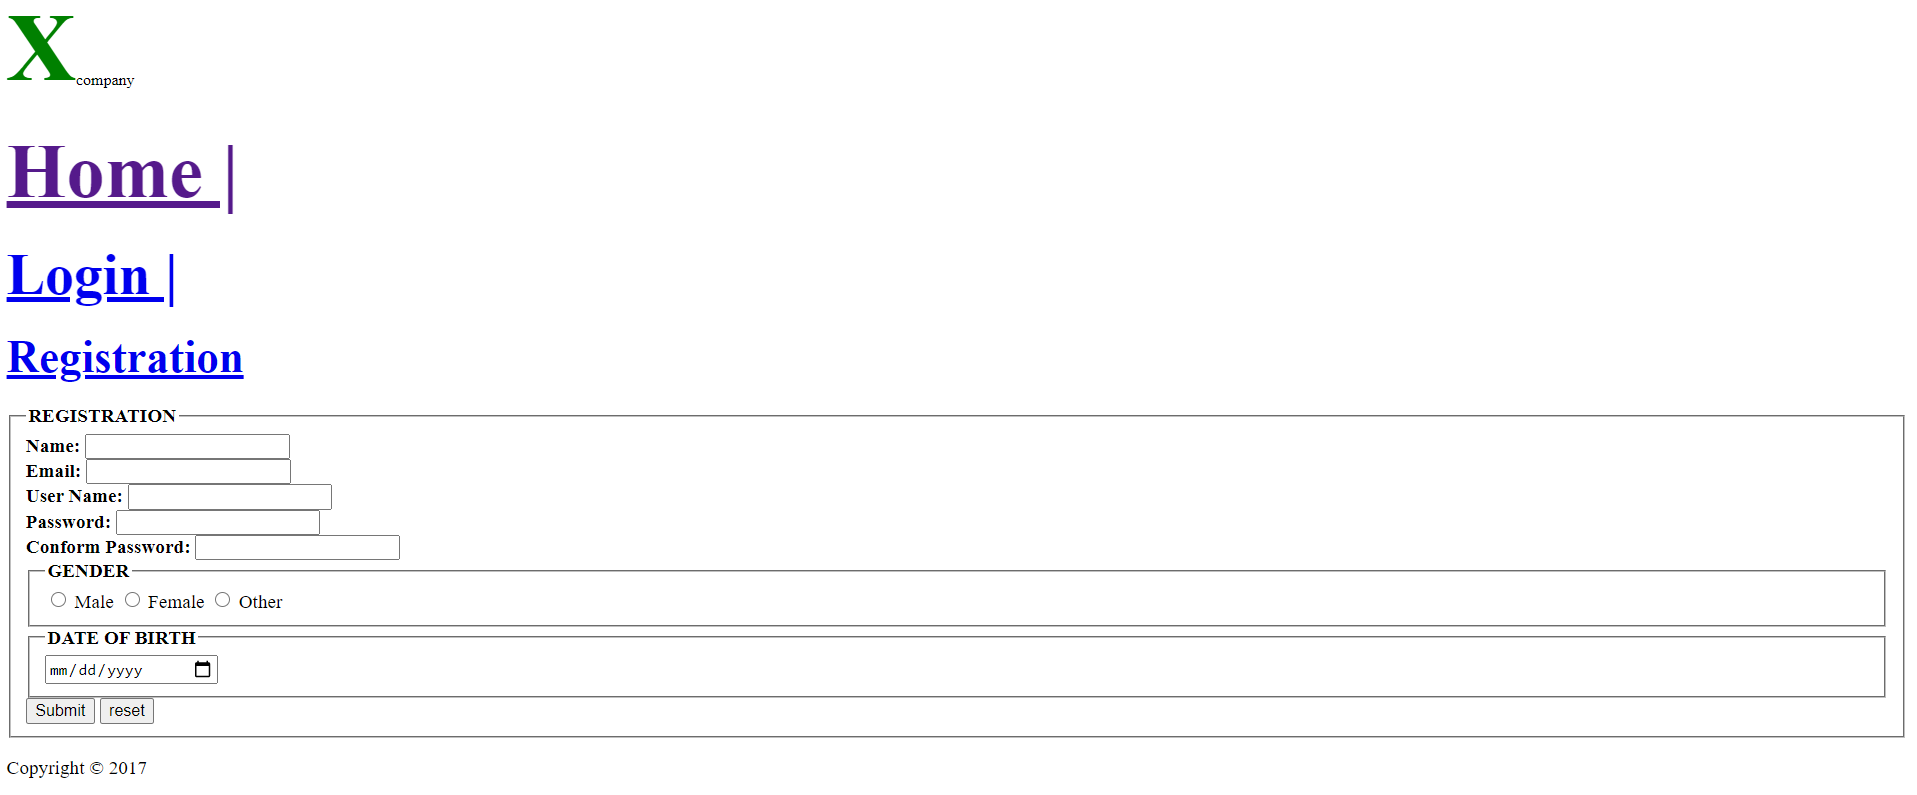 Xcompany
Home |
Login |
Registration
REGISTRATION
Name:
Email:
User Name:
Password:
Conform Password:
GENDER
Male Female Other
DATE OF BIRTH
mm/dd/yyyy
Submit reset
Copyright © 2017